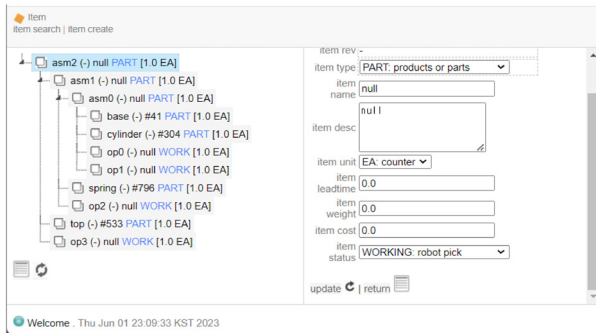 Item
item search | item create
asm2 (-) null PART [1.0 EA]
asm1 (-) null PART [1.0 EA]
asm0 (-) null PART [1.0 EA]
base (-) #41 PART [1.0 EA]
cylinder (-) #304 PART [1.0 EA]
op0 (-) null WORK [1.0 EA]
op1 (-) null WORK [1.0 EA]
spring (-) #796 PART [1.0 EA]
op2 (-) null WORK [1.0 EA]
top (-) #533 PART [1.0 EA]
op3 (-) null WORK [1.0 EA]
item rev -
item type PART: products or parts
item name null
item desc null
item unit EA: counter
item leadtime 0.0
item weight 0.0
item cost 0.0
item status WORKING: robot pick
update | return
Welcome . Thu Jun 01 23:09:33 KST 2023